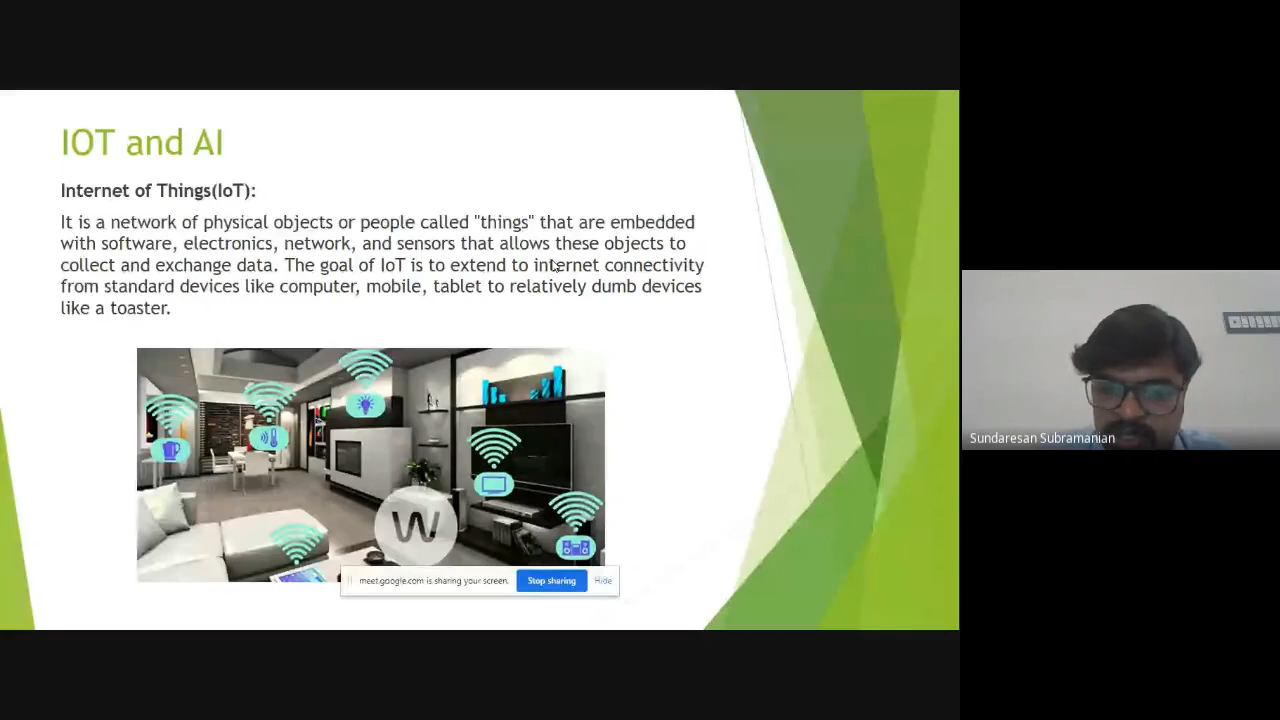 IOT and AI
Internet of Things(IoT):
It is a network of physical objects or people called "things" that are embedded
with software, electronics, network, and sensors that allows these objects to
collect and exchange data. The goal of IoT is to extend to internet connectivity
from standard devices like computer, mobile, tablet to relatively dumb devices
like a toaster.
W
meet.google.com is sharing your screen.
Stop sharing
Hide
Sundaresan Subramanian